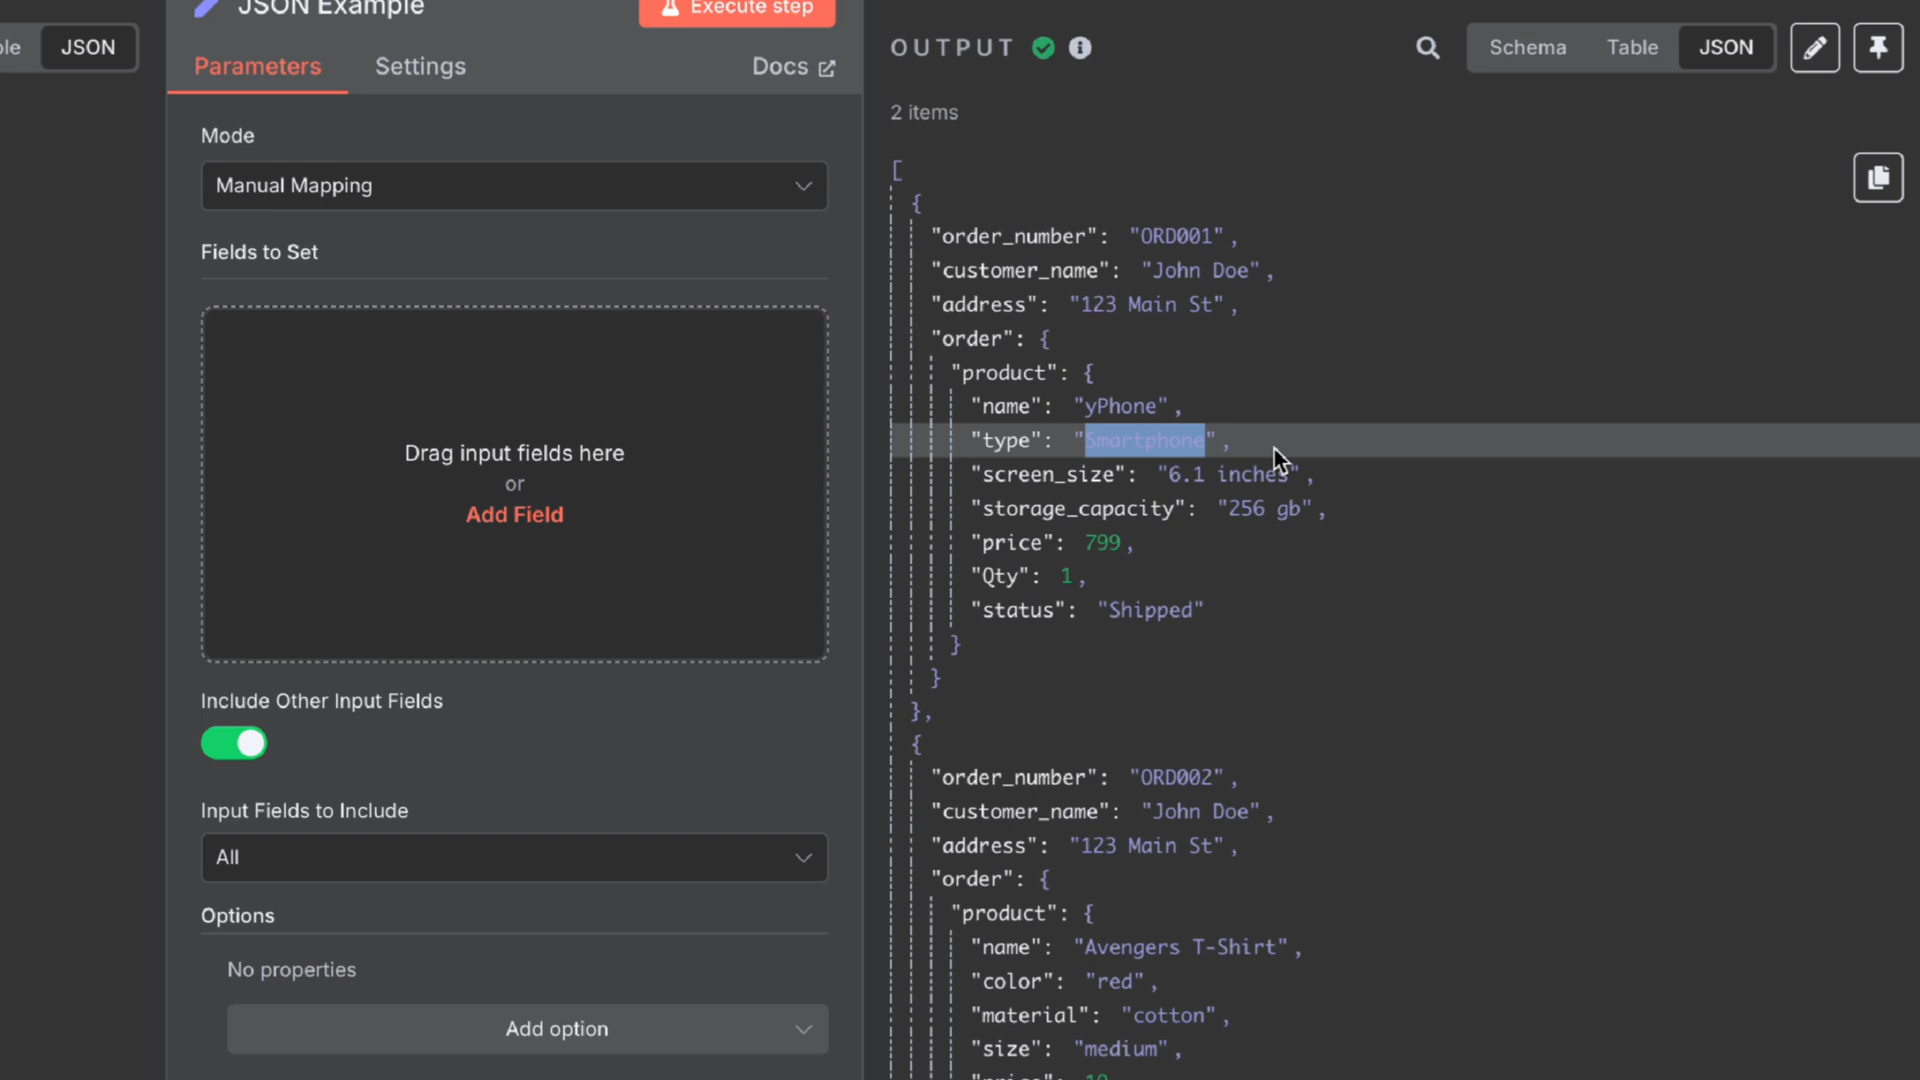 JSON
JSON Example
Execute step
Parameters
Settings
Docs
Mode
Manual Mapping
Fields to Set
Drag input fields here
or
Add Field
Include Other Input Fields
Input Fields to Include
All
Options
No properties
Add option
OUTPUT
Schema
Table
JSON
2 items
[
{
"order_number": "ORD001",
"customer_name": "John Doe",
"address": "123 Main St",
"order": {
"product": {
"name": "yPhone",
"type": "Smartphone",
"screen_size": "6.1 inches",
"storage_capacity": "256 gb",
"price": 799,
"Qty": 1,
"status": "Shipped"
}
}
},
{
"order_number": "ORD002",
"customer_name": "John Doe",
"address": "123 Main St",
"order": {
"product": {
"name": "Avengers T-Shirt",
"color": "red",
"material": "cotton",
"size": "medium",